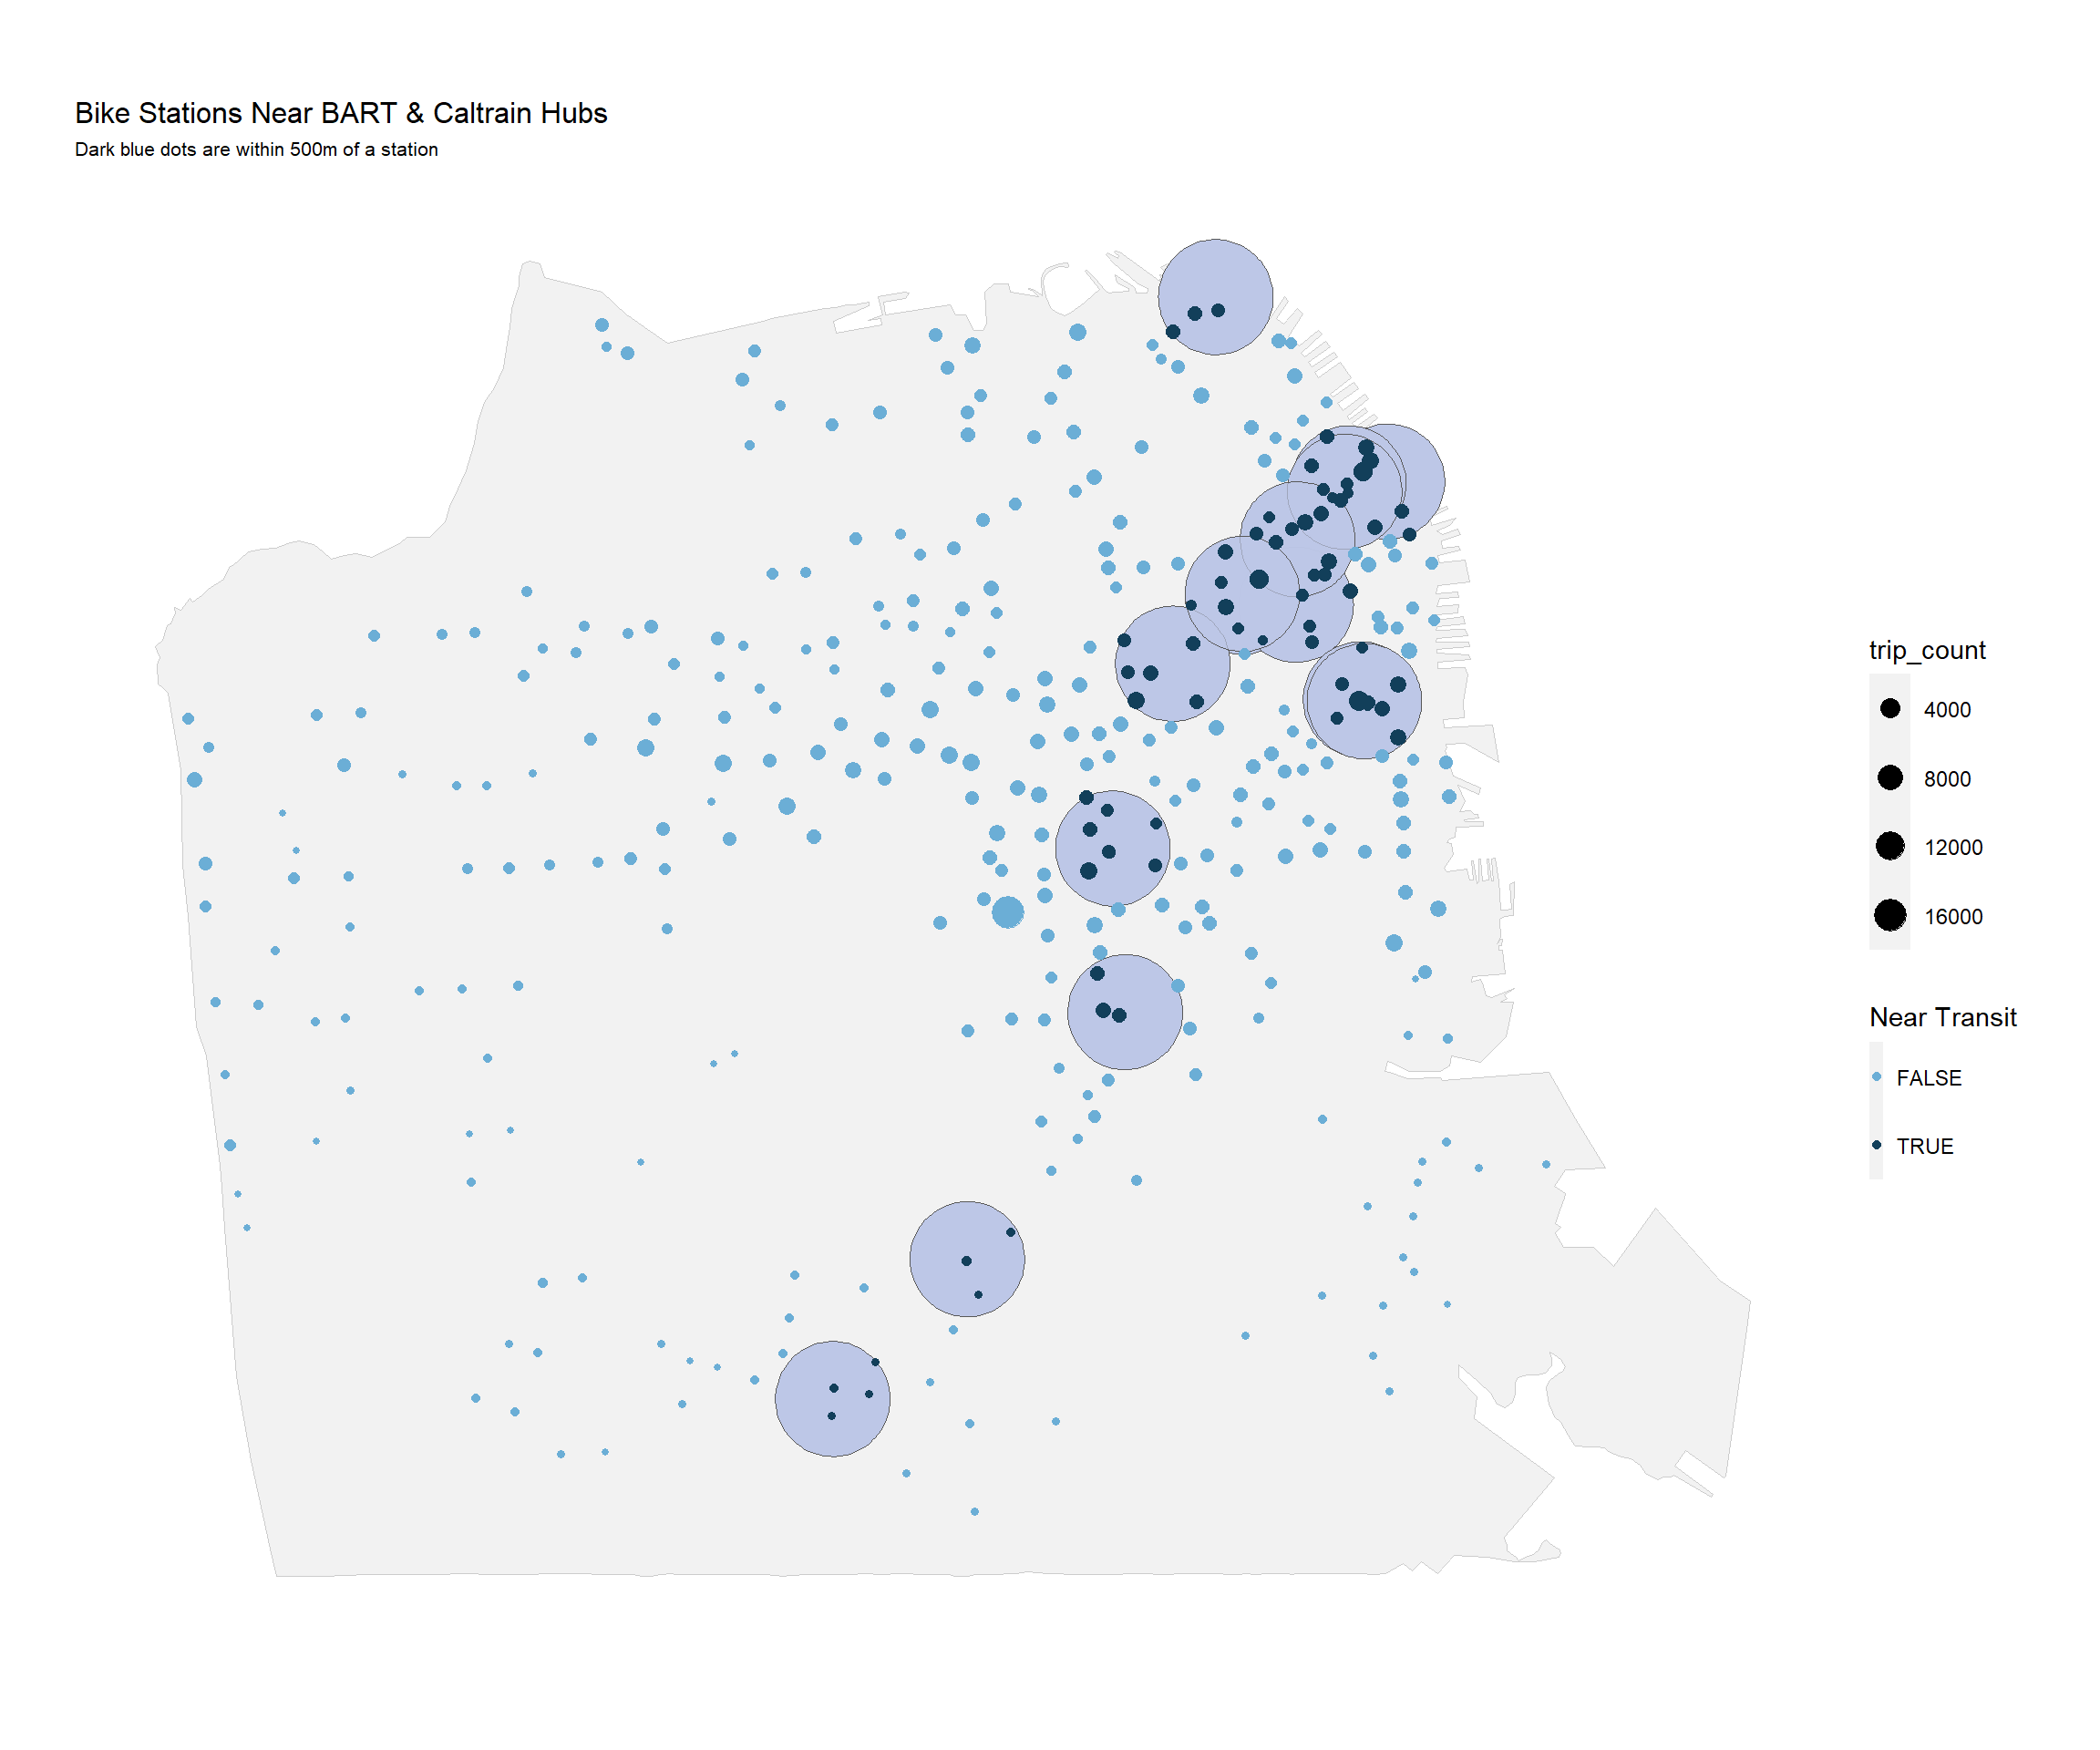 Bike Stations Near BART & Caltrain Hubs
Dark blue dots are within 500m of a station
trip_count
4000
8000
12000
16000
Near Transit
FALSE
TRUE